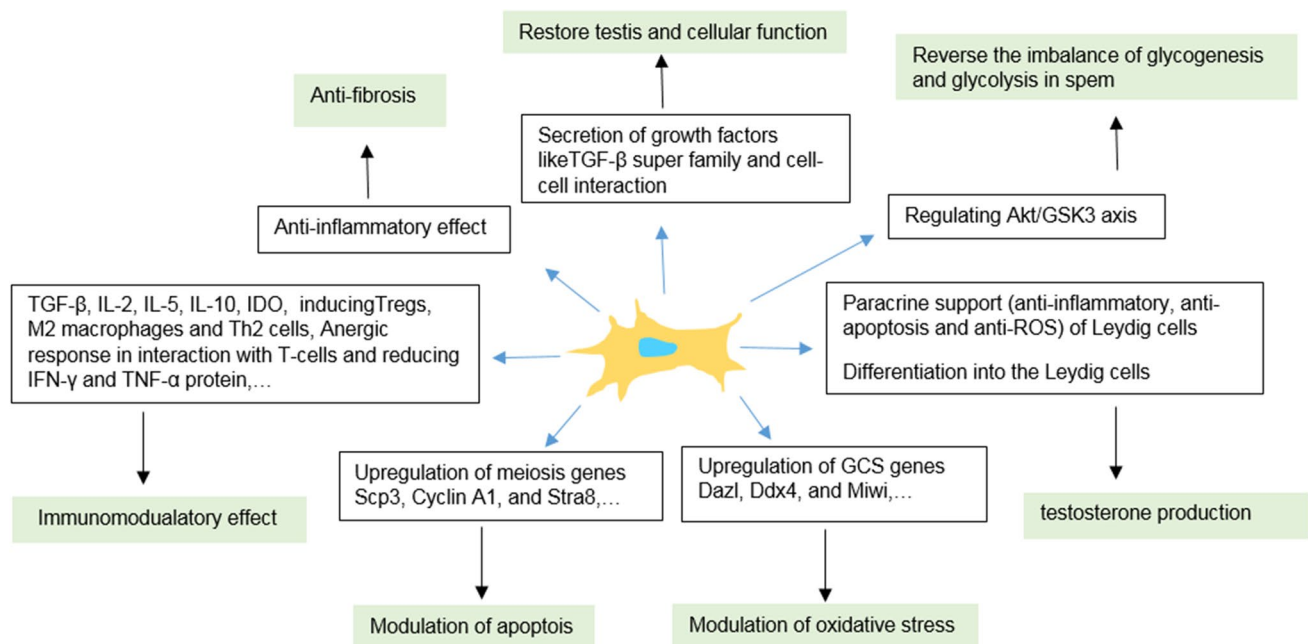 Restore testis and cellular function
Reverse the imbalance of glycogenesis
and glycolysis in spem
Anti-fibrosis
Secretion of growth factors
likeTGF-β super family and cell-
cell interaction
Anti-inflammatory effect
Regulating Akt/GSK3 axis
TGF-β, IL-2, IL-5, IL-10, IDO, inducingTregs,
M2 macrophages and Th2 cells, Anergic
response in interaction with T-cells and reducing
IFN-γ and TNF-α protein,...
Paracrine support (anti-inflammatory, anti-
apoptosis and anti-ROS) of Leydig cells
Differentiation into the Leydig cells
Upregulation of meiosis genes
Scp3, Cyclin A1, and Stra8,...
Upregulation of GCS genes
Dazl, Ddx4, and Miwi,...
Immunomodualatory effect
testosterone production
Modulation of apoptois
Modulation of oxidative stress